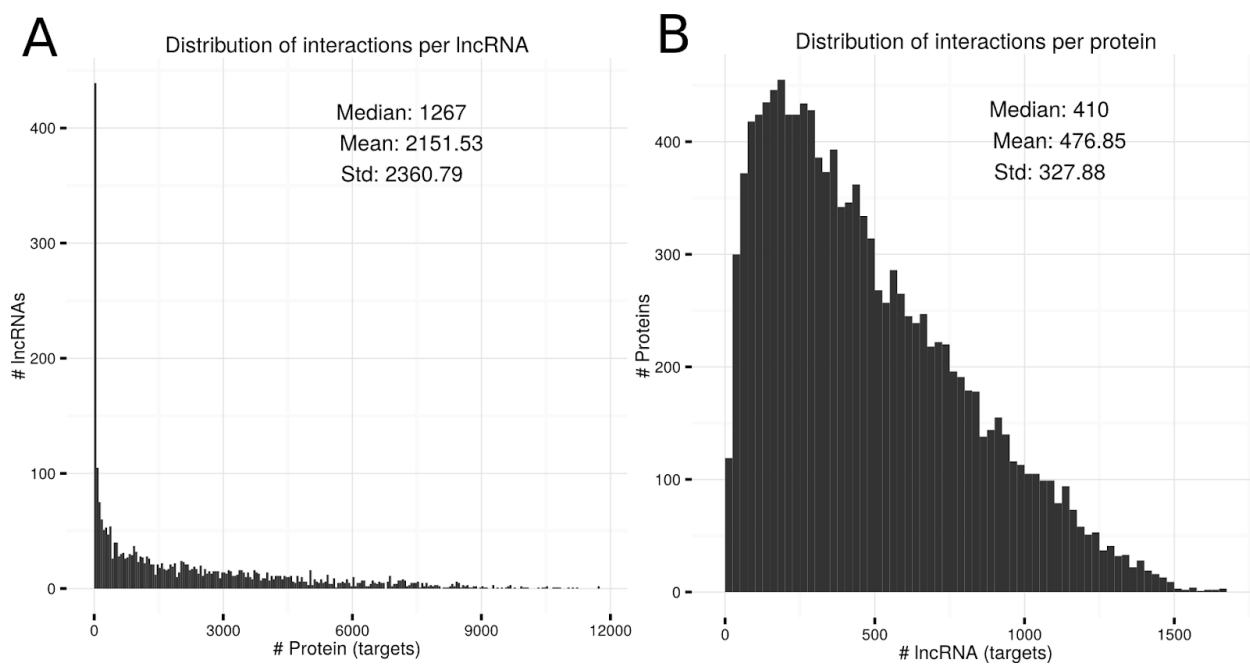 A
Distribution of interactions per lncRNA
Median: 1267
Mean: 2151.53
Std: 2360.79
# lncRNAs
400
300
200
100
0
0 3000 6000 9000 12000
# Protein (targets)
B
Distribution of interactions per protein
Median: 410
Mean: 476.85
Std: 327.88
# Proteins
400
300
200
100
0
0 500 1000 1500
# lncRNA (targets)